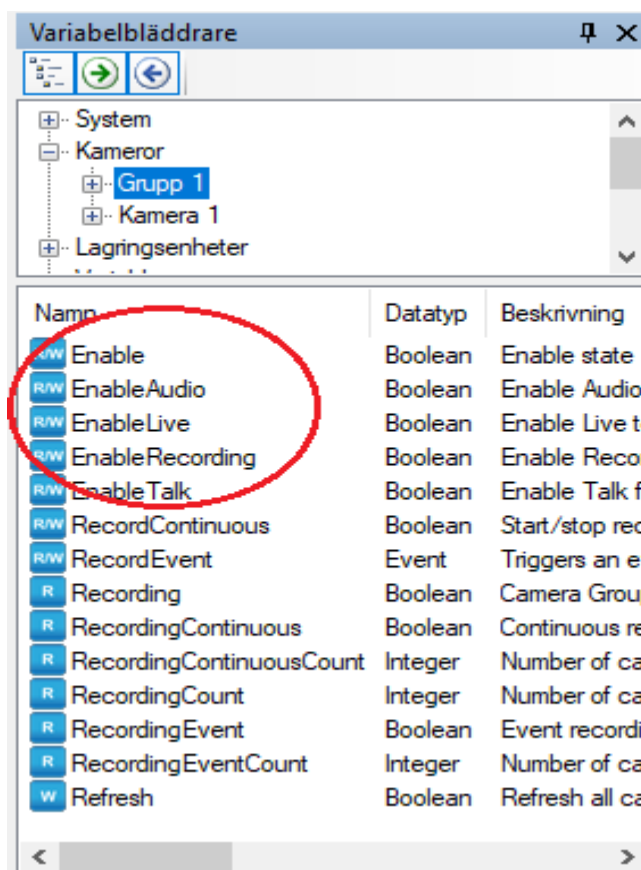 Variabelbläddrare
System
Kameror
Grupp 1
Kamera 1
Lagringsenheter
Namn Datatyp Beskrivning
R/W Enable Boolean Enable state
R/W EnableAudio Boolean Enable Audio
R/W EnableLive Boolean Enable Live t
R/W EnableRecording Boolean Enable Reco
R/W EnableTalk Boolean Enable Talk f
R/W RecordContinuous Boolean Start/stop rec
R/W RecordEvent Event Triggers an e
R Recording Boolean Camera Grou
R RecordingContinuous Boolean Continuous re
R RecordingContinuousCount Integer Number of ca
R RecordingCount Integer Number of ca
R RecordingEvent Boolean Event recordi
R RecordingEventCount Integer Number of ca
W Refresh Boolean Refresh all ca